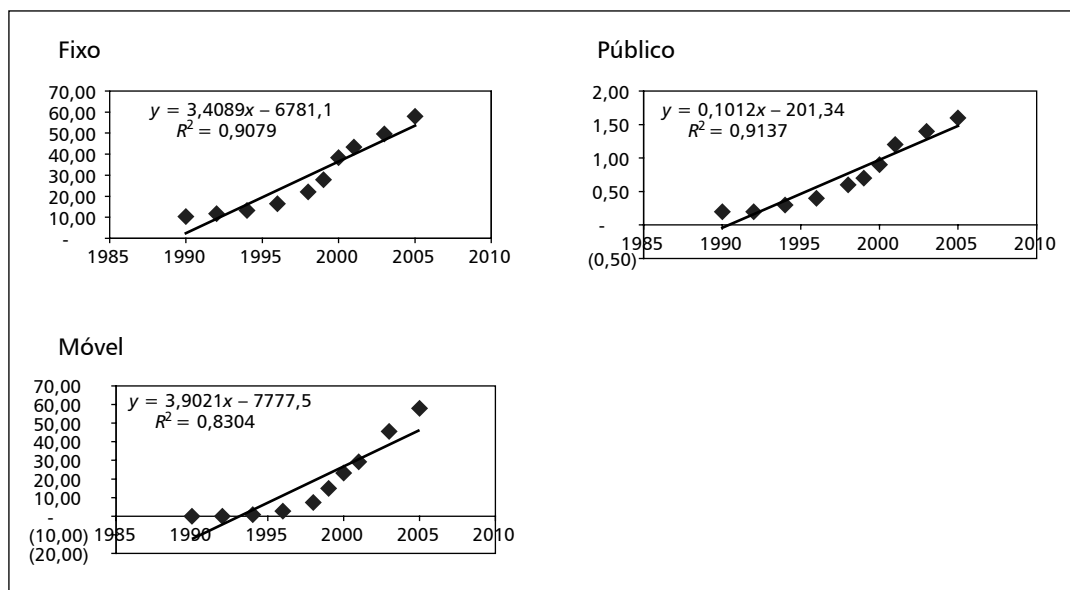 Fixo
70,00
60,00
50,00
40,00
30,00
20,00
10,00
-
y = 3,4089x – 6781,1
R² = 0,9079
1985 1990 1995 2000 2005 2010
Público
2,00
1,50
1,00
0,50
-
(0,50)
y = 0,1012x – 201,34
R² = 0,9137
1985 1990 1995 2000 2005 2010
Móvel
70,00
60,00
50,00
40,00
30,00
20,00
10,00
-
(10,00)
(20,00)
y = 3,9021x – 7777,5
R² = 0,8304
1985 1990 1995 2000 2005 2010